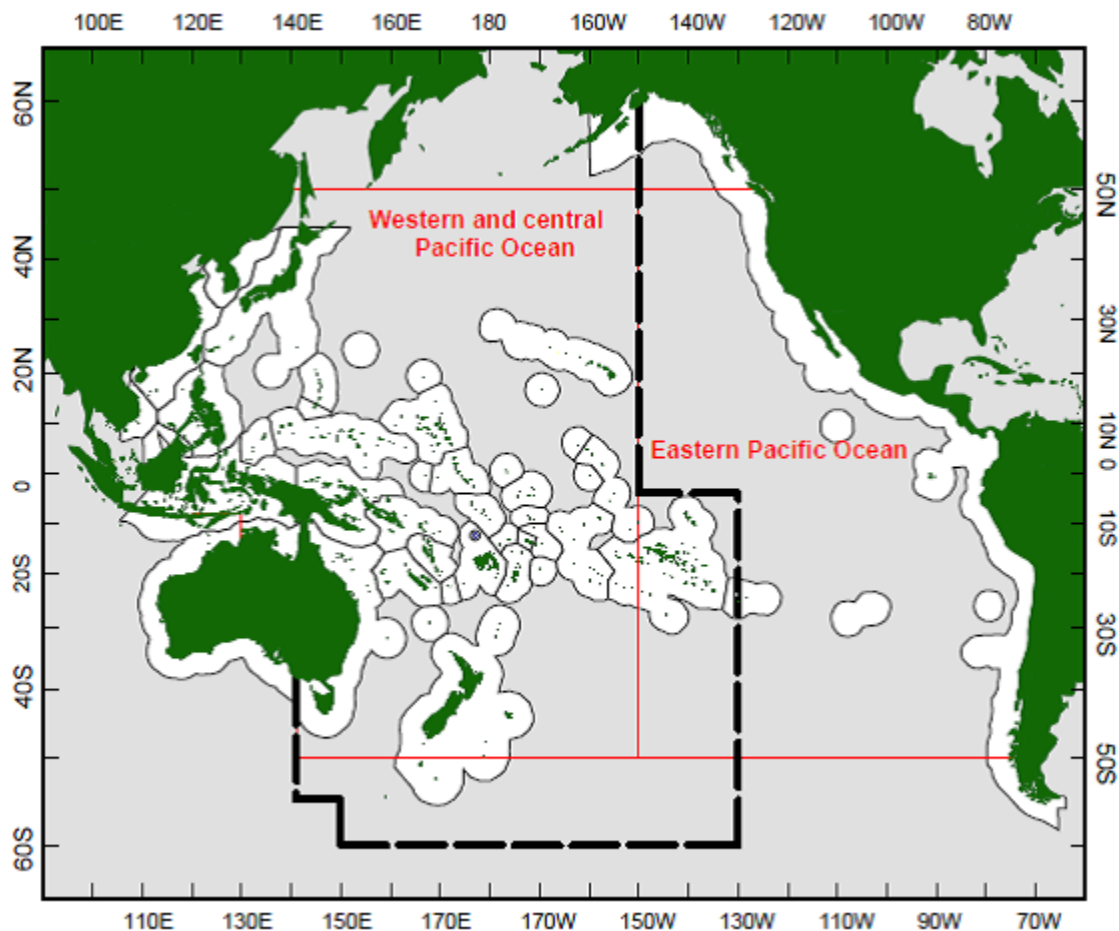 100E 120E 140E 160E 180 160W 140W 120W 100W 80W
60N
50N
Western and central
Pacific Ocean
40N
30N
20N
10N
Eastern Pacific Ocean
0
0
10S
20S
30S
40S
50S
60S
110E 130E 150E 170E 170W 150W 130W 110W 90W 70W